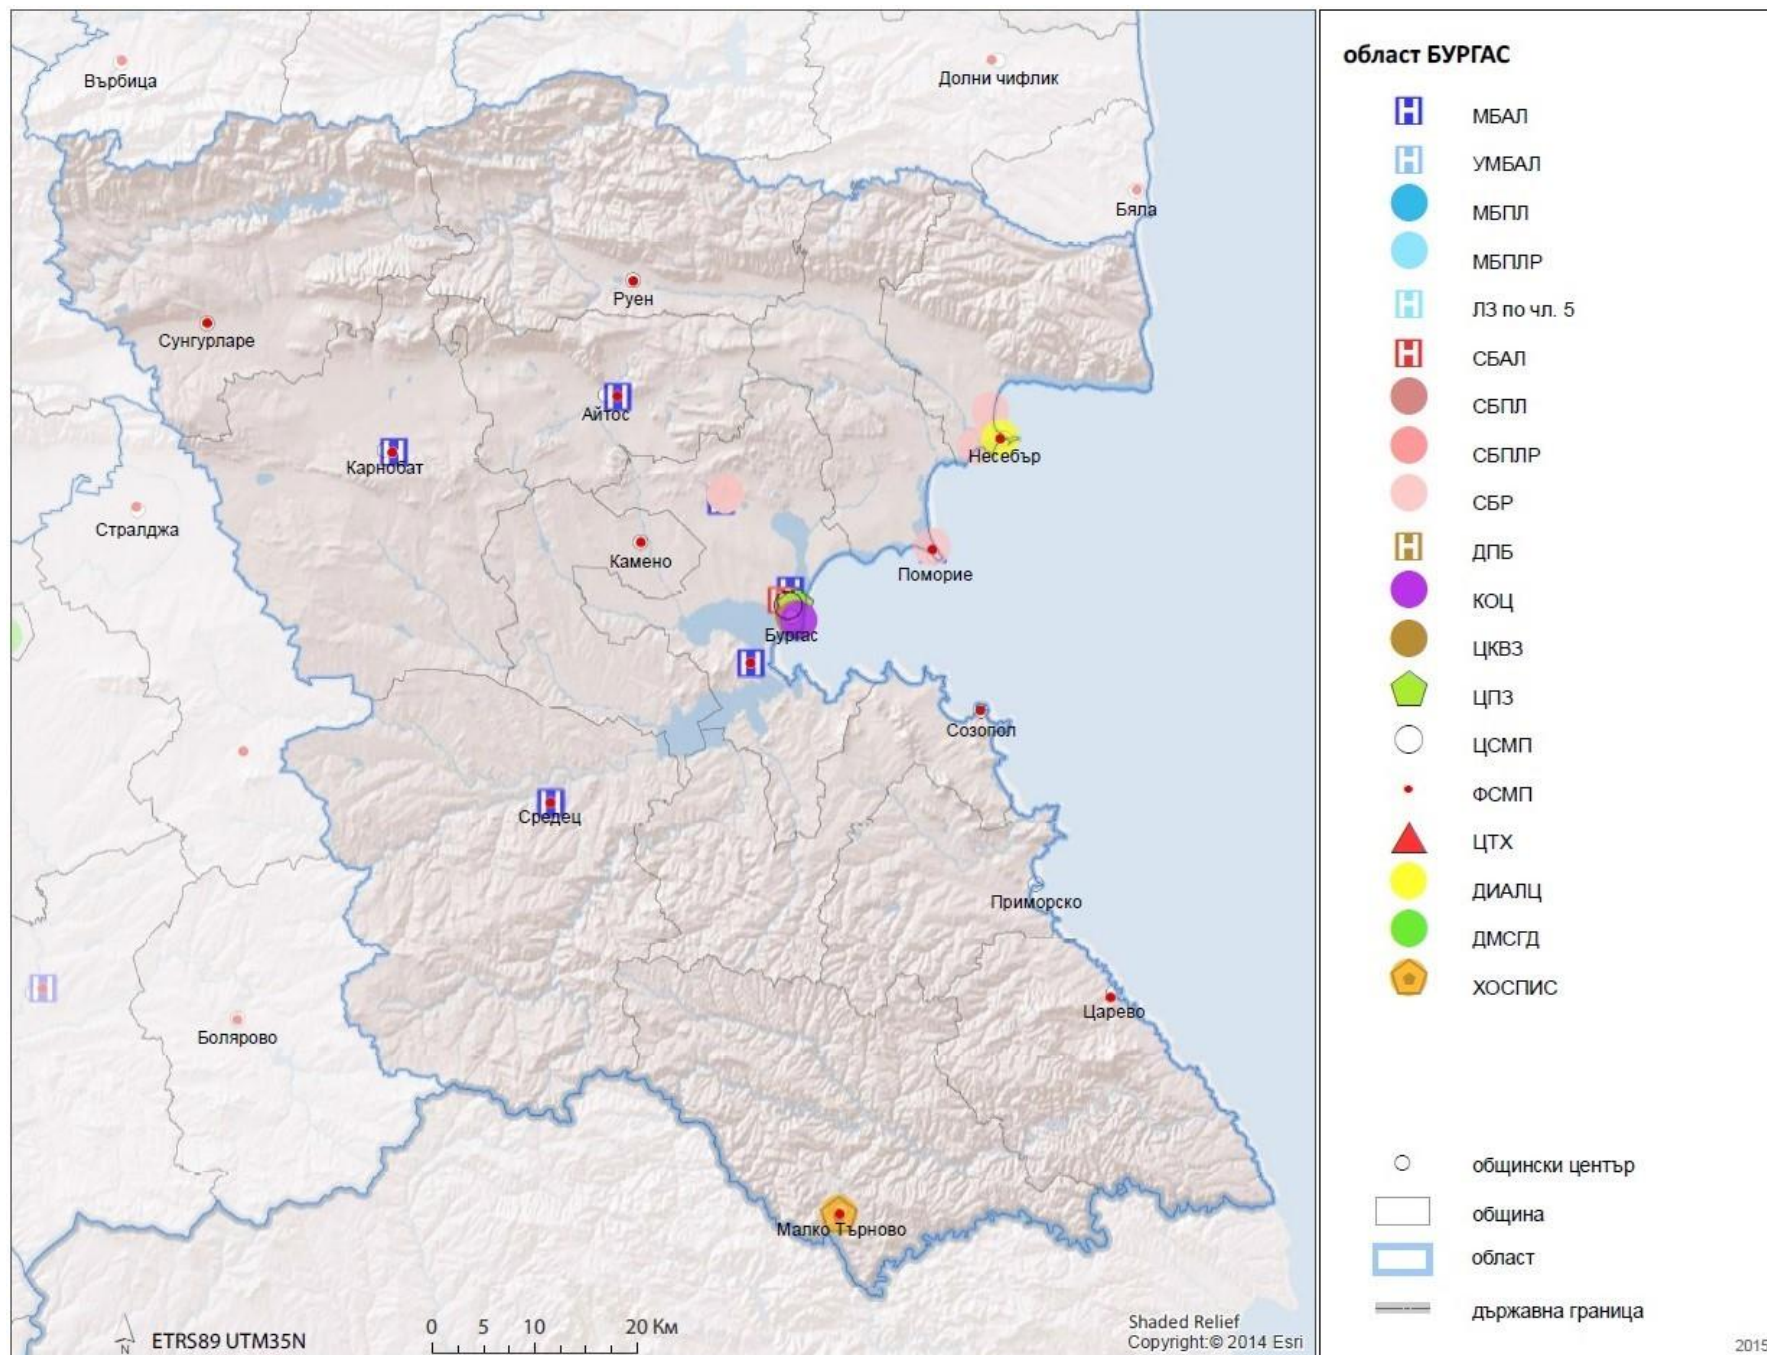 Върбица
Долни чифлик
Бяла
Руен
Сунгурларе
Айтос
Карнобат
Несебър
Стралджа
Камено
Поморие
Бургас
Созопол
Средец
Приморско
Царево
Болярово
Малко Търново
N
ETRS89 UTM35N
0 5 10 20 Км
Shaded Relief
Copyright:© 2014 Esri
област БУРГАС
МБАЛ
УМБАЛ
МБПЛ
МБПЛР
ЛЗ по чл. 5
СБАЛ
СБПЛ
СБПЛР
СБР
ДПБ
КОЦ
ЦКВЗ
ЦПЗ
ЦСМП
ФСМП
ЦТХ
ДИАЛЦ
ДМСГД
ХОСПИС
общински център
община
област
държавна граница
2015